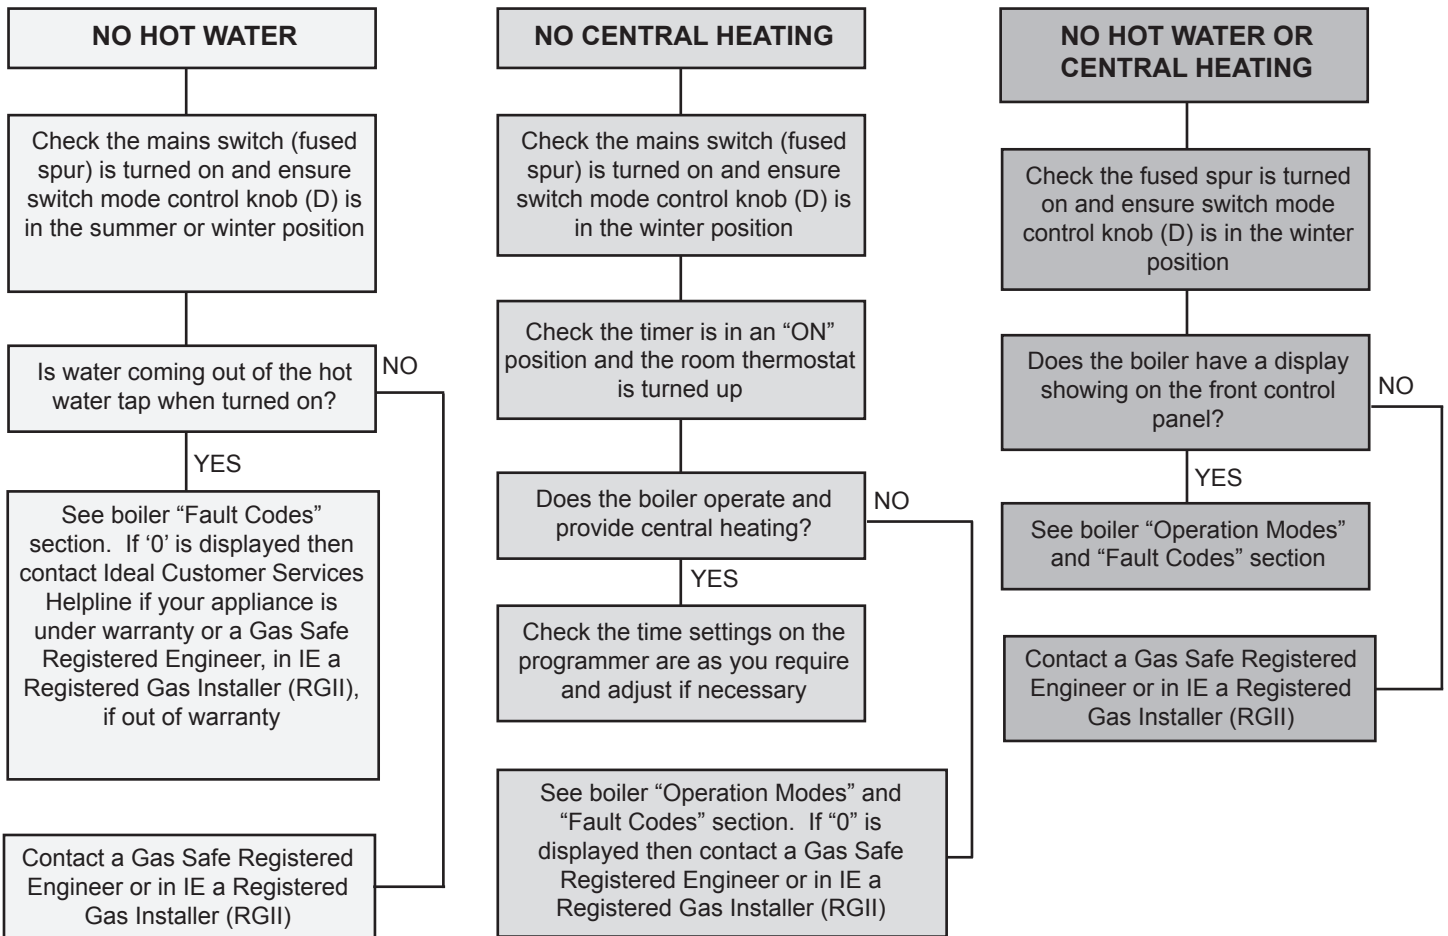 NO HOT WATER
Check the mains switch (fused
spur) is turned on and ensure
switch mode control knob (D) is
in the summer or winter position
Is water coming out of the hot
water tap when turned on?
NO
YES
See boiler “Fault Codes”
section.  If ‘0’ is displayed then
contact Ideal Customer Services
Helpline if your appliance is
under warranty or a Gas Safe
Registered Engineer, in IE a
Registered Gas Installer (RGII),
if out of warranty
Contact a Gas Safe Registered
Engineer or in IE a Registered
Gas Installer (RGII)
NO CENTRAL HEATING
Check the mains switch (fused
spur) is turned on and ensure
switch mode control knob (D) is
in the winter position
Check the timer is in an “ON”
position and the room thermostat
is turned up
Does the boiler operate and
provide central heating?
NO
YES
Check the time settings on the
programmer are as you require
and adjust if necessary
See boiler “Operation Modes” and
“Fault Codes” section.  If “0” is
displayed then contact a Gas Safe
Registered Engineer or in IE a
Registered Gas Installer (RGII)
NO HOT WATER OR
CENTRAL HEATING
Check the fused spur is turned
on and ensure switch mode
control knob (D) is in the winter
position
Does the boiler have a display
showing on the front control
panel?
NO
YES
See boiler “Operation Modes”
and “Fault Codes” section
Contact a Gas Safe Registered
Engineer or in IE a Registered
Gas Installer (RGII)